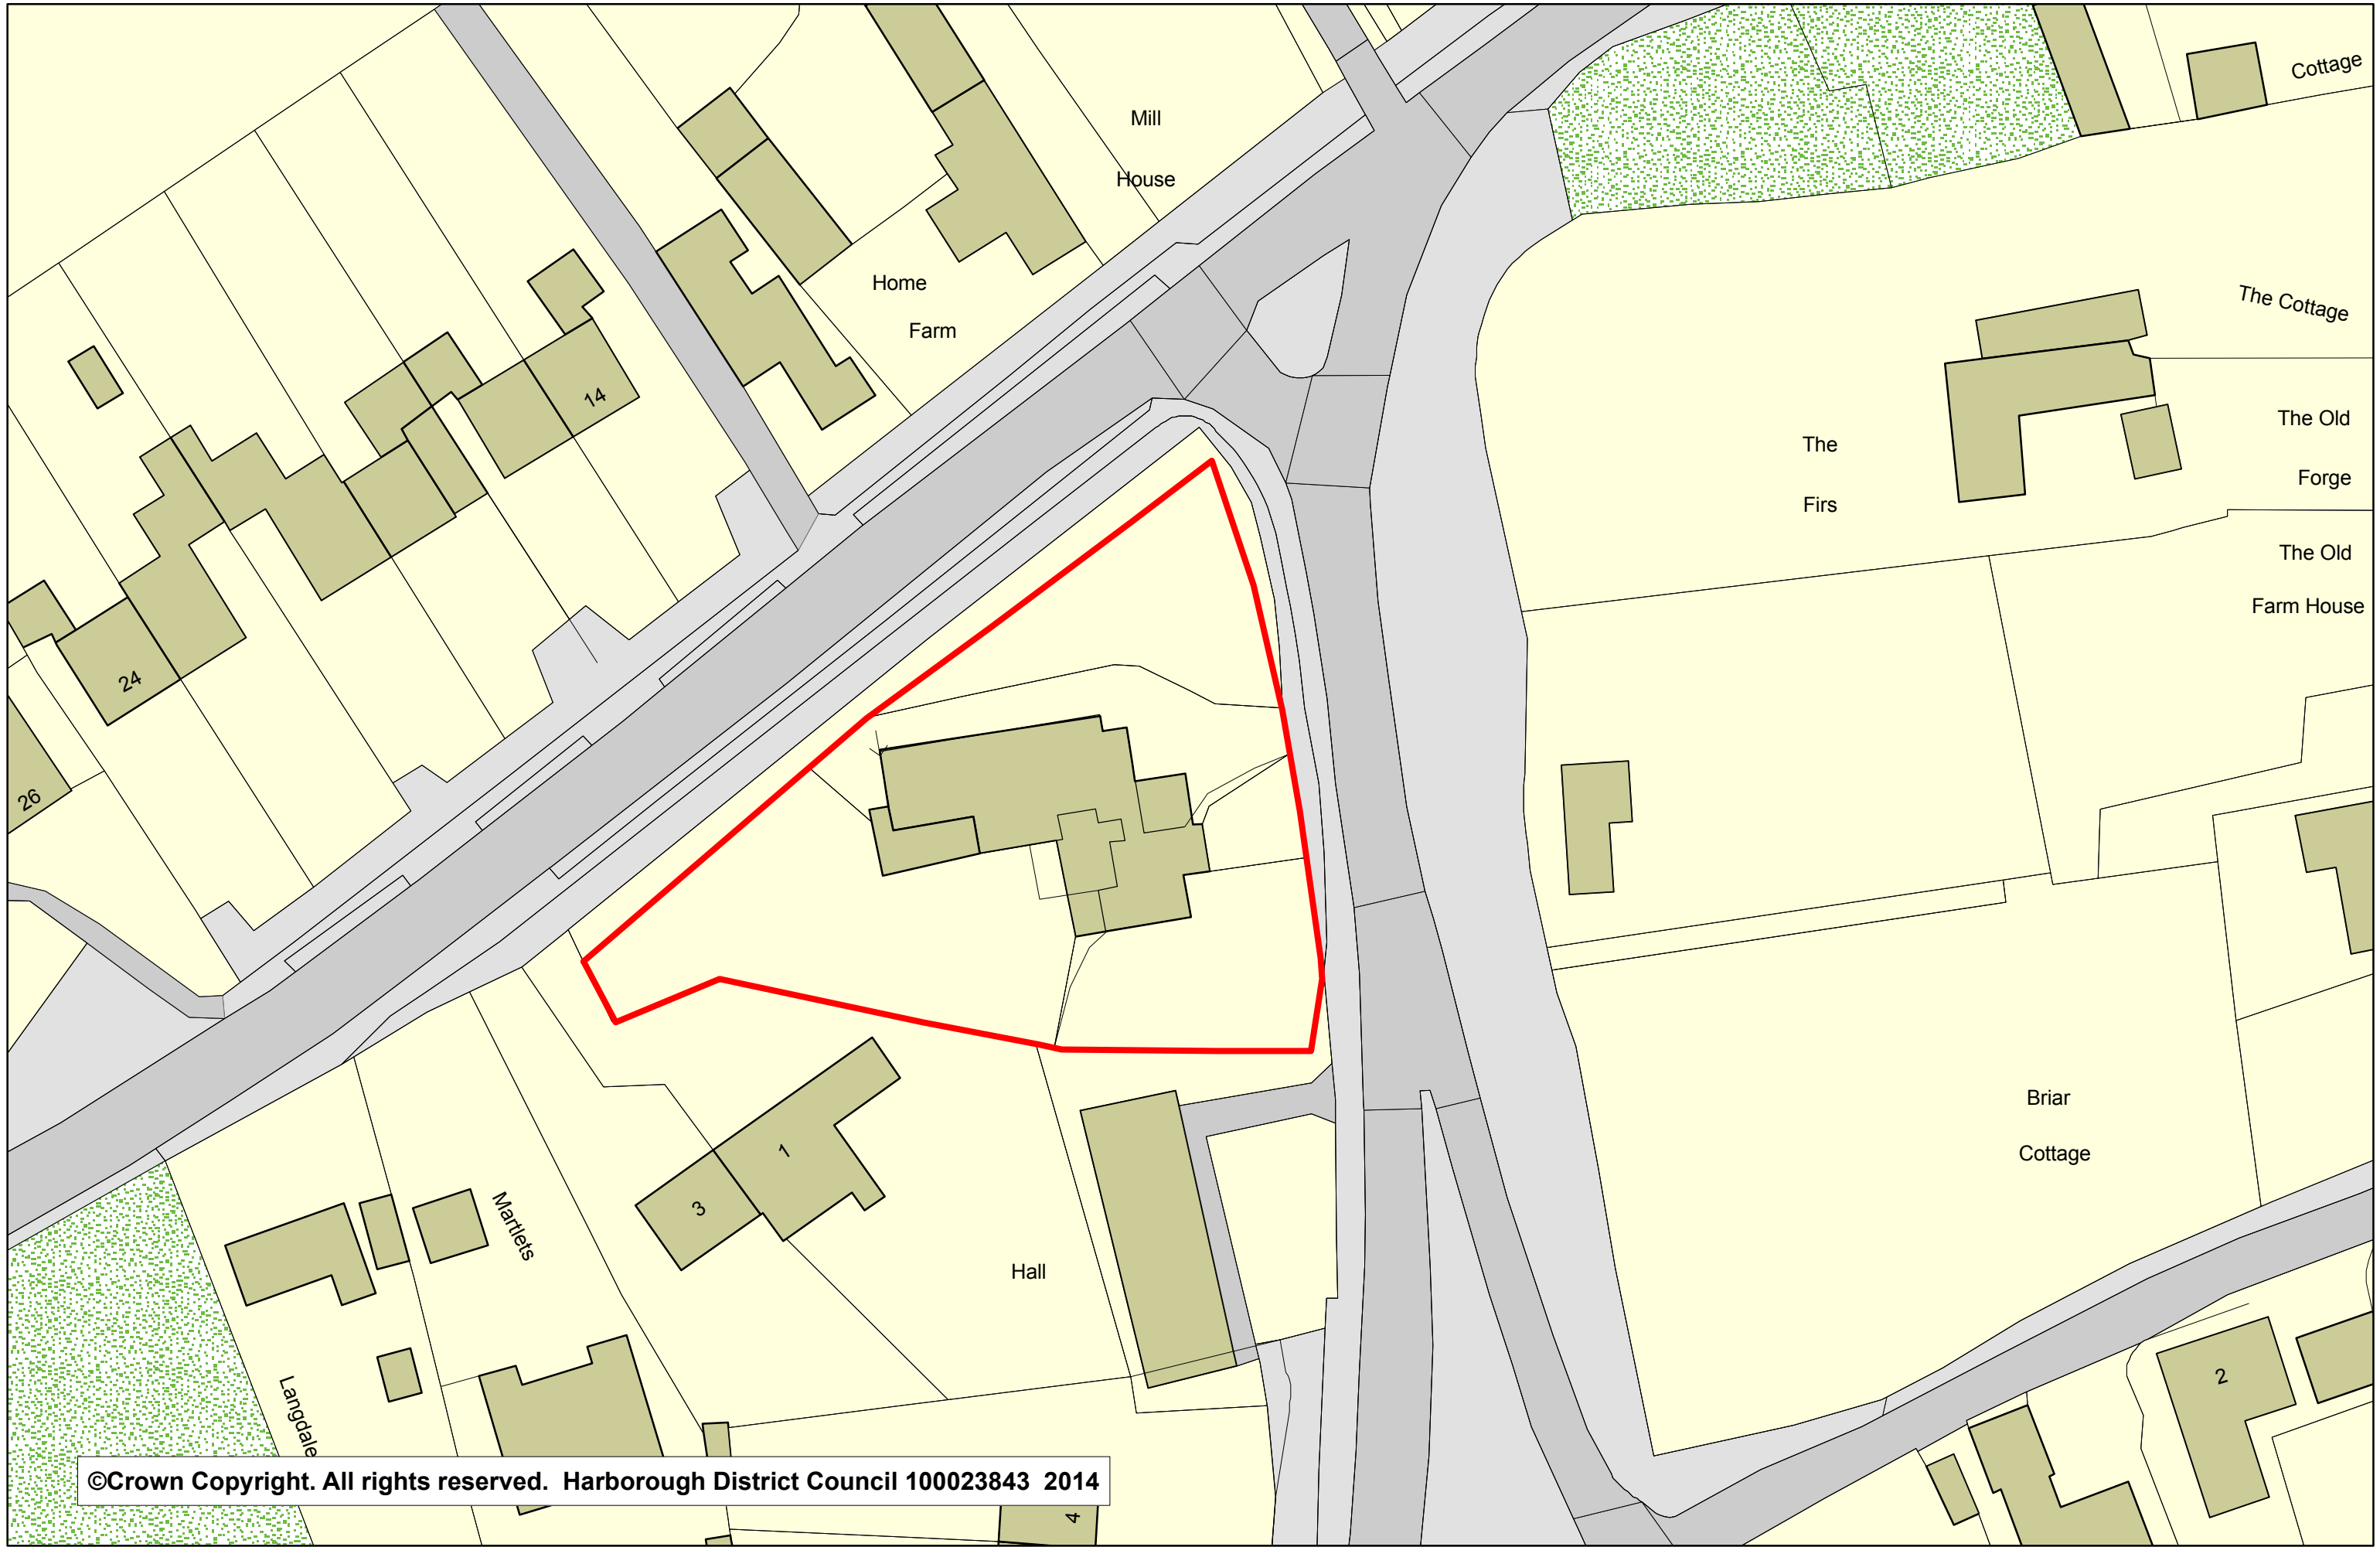 Cottage
Mill
House
Home
Farm
The Cottage
14
The
Firs
The Old
Forge
The Old
Farm House
24
26
Briar
Cottage
1
3
Martlets
Hall
Langdale
2
4
©Crown Copyright. All rights reserved. Harborough District Council 100023843 2014